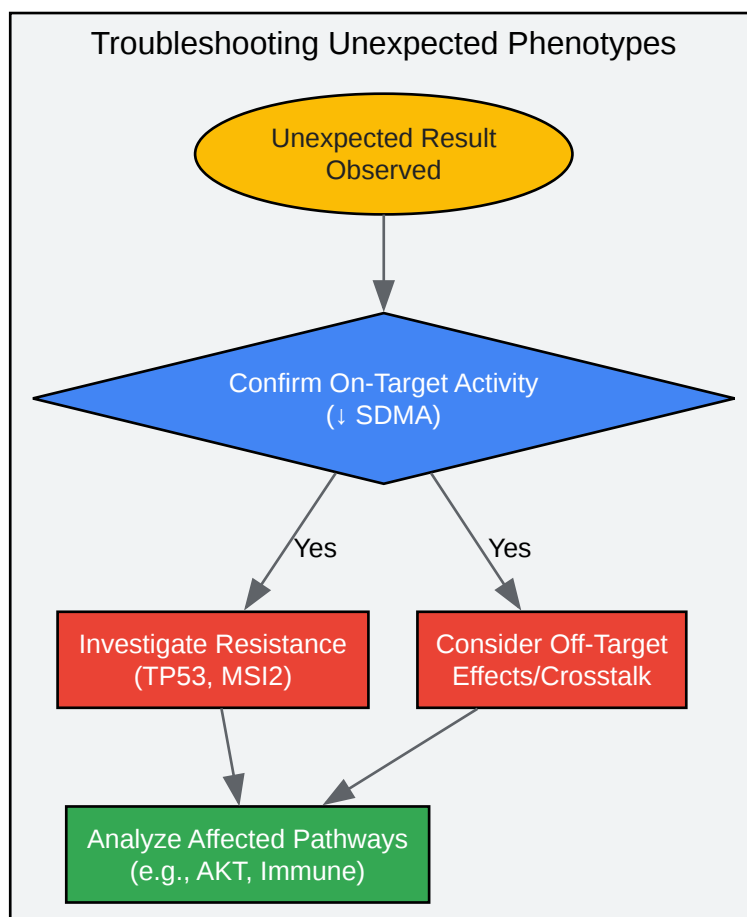 Troubleshooting Unexpected Phenotypes
Unexpected Result
Observed
Confirm On-Target Activity
(↓ SDMA)
Yes
Yes
Investigate Resistance
(TP53, MSI2)
Consider Off-Target
Effects/Crosstalk
Analyze Affected Pathways
(e.g., AKT, Immune)